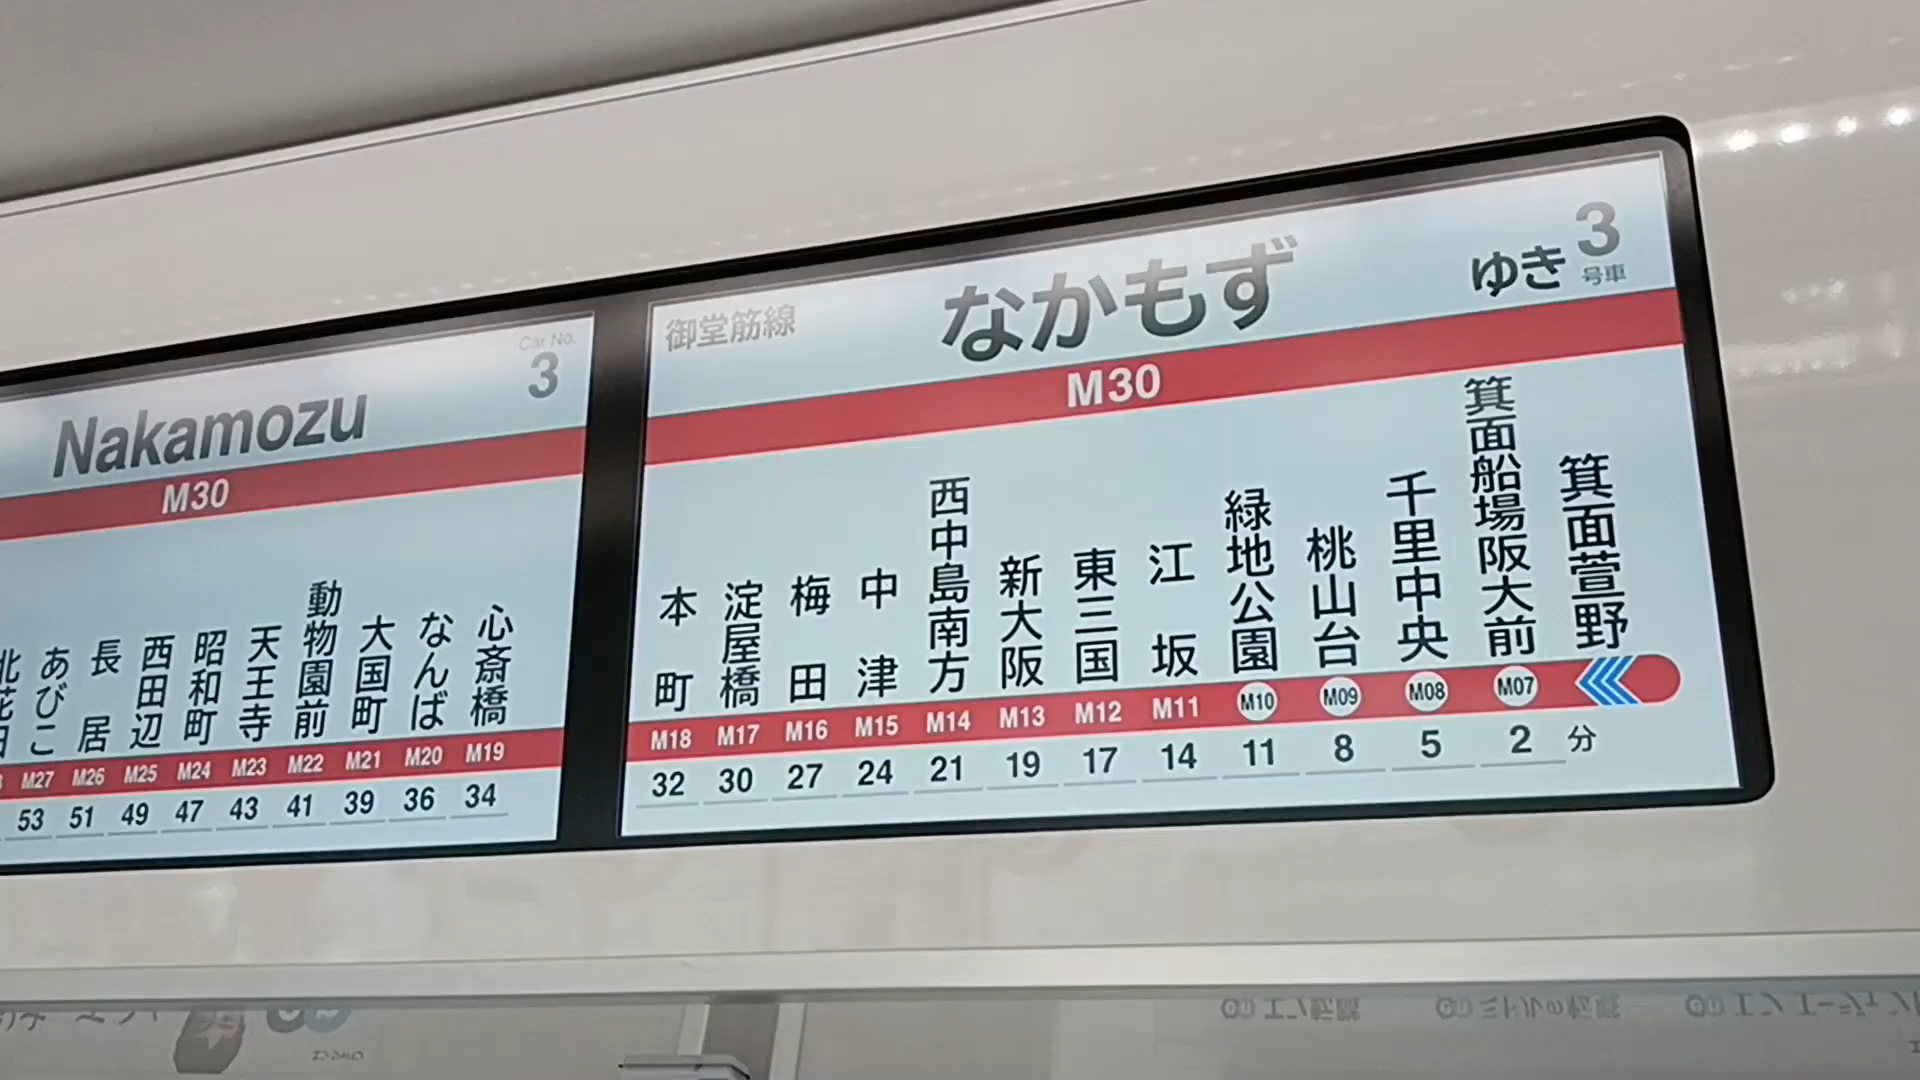 Nakamozu
Car No.
3
M30
心斎橋
なんば
大国町
動物園前
天王寺
昭和町
西田辺
長居
あびこ
M27 M26 M25 M24 M23 M22 M21 M20 M19
53 51 49 47 43 41 39 36 34
御堂筋線
なかもず
ゆき
3
号車
M30
箕面萱野
箕面船場阪大前
千里中央
桃山台
緑地公園
江坂
東三国
新大阪
西中島南方
中津
梅田
淀屋橋
本町
M18 M17 M16 M15 M14 M13 M12 M11 M10 M09 M08 M07
32 30 27 24 21 19 17 14 11 8 5 2 分